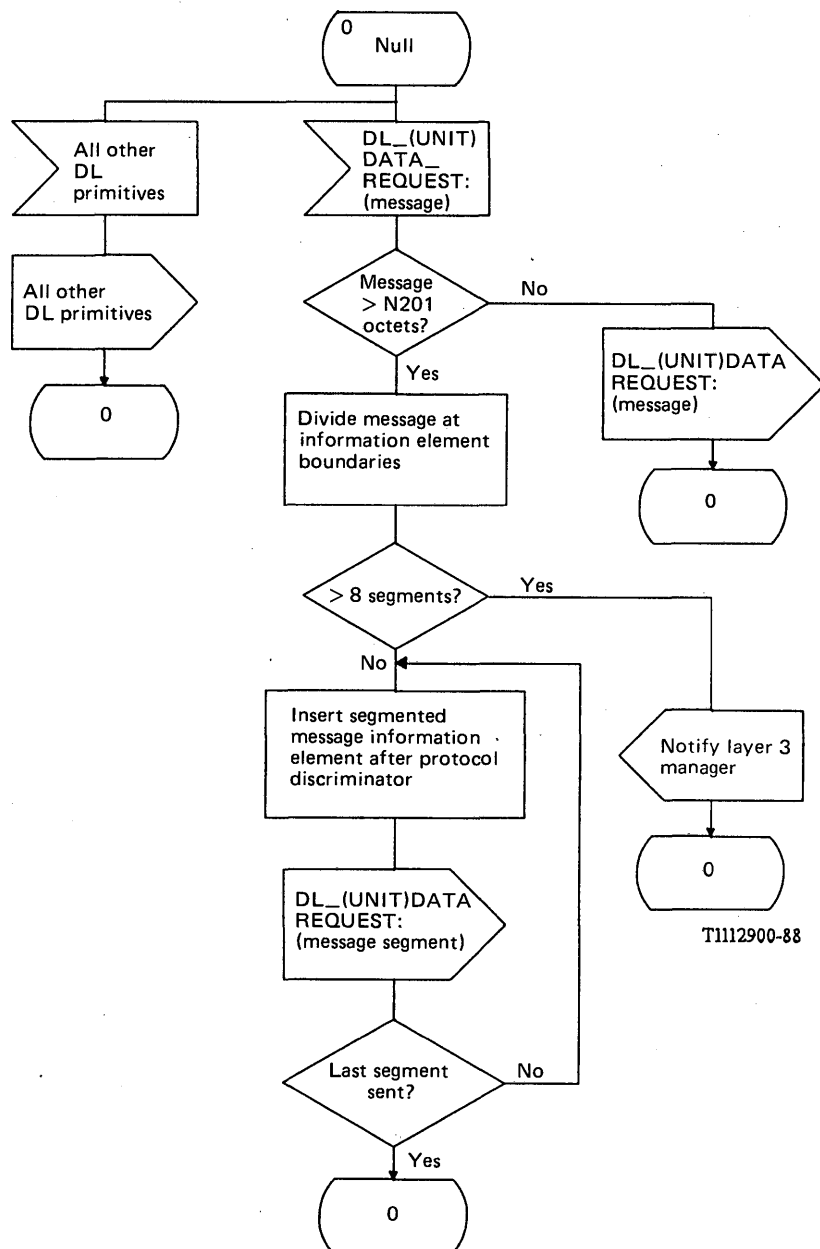 0
Null
All other
DL
primitives
DL_(UNIT)
DATA_
REQUEST:
(message)
All other
DL primitives
Message
> N201
octets?
No
DL_(UNIT)DATA
REQUEST:
(message)
Yes
0
Divide message at
information element
boundaries
0
> 8 segments?
Yes
No
Insert segmented
message information
element after protocol
discriminator
Notify layer 3
manager
0
DL_(UNIT)DATA
REQUEST:
(message segment)
T1112900-88
Last segment
sent?
No
Yes
0